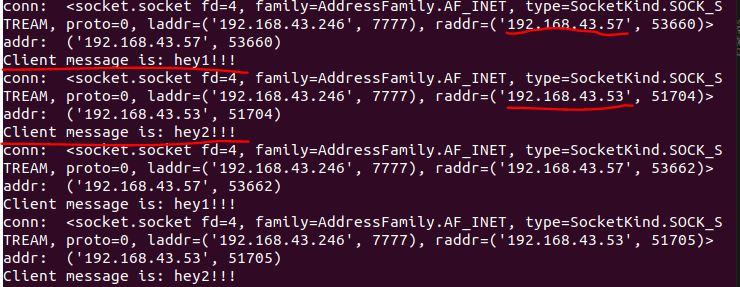 conn:  <socket.socket fd=4, family=AddressFamily.AF_INET, type=SocketKind.SOCK_S
TREAM, proto=0, laddr=('192.168.43.246', 7777), raddr=('192.168.43.57', 53660)>
addr:  ('192.168.43.57', 53660)
Client message is: hey1!!!
conn:  <socket.socket fd=4, family=AddressFamily.AF_INET, type=SocketKind.SOCK_S
TREAM, proto=0, laddr=('192.168.43.246', 7777), raddr=('192.168.43.53', 51704)>
addr:  ('192.168.43.53', 51704)
Client message is: hey2!!!
conn:  <socket.socket fd=4, family=AddressFamily.AF_INET, type=SocketKind.SOCK_S
TREAM, proto=0, laddr=('192.168.43.246', 7777), raddr=('192.168.43.57', 53662)>
addr:  ('192.168.43.57', 53662)
Client message is: hey1!!!
conn:  <socket.socket fd=4, family=AddressFamily.AF_INET, type=SocketKind.SOCK_S
TREAM, proto=0, laddr=('192.168.43.246', 7777), raddr=('192.168.43.53', 51705)>
addr:  ('192.168.43.53', 51705)
Client message is: hey2!!!